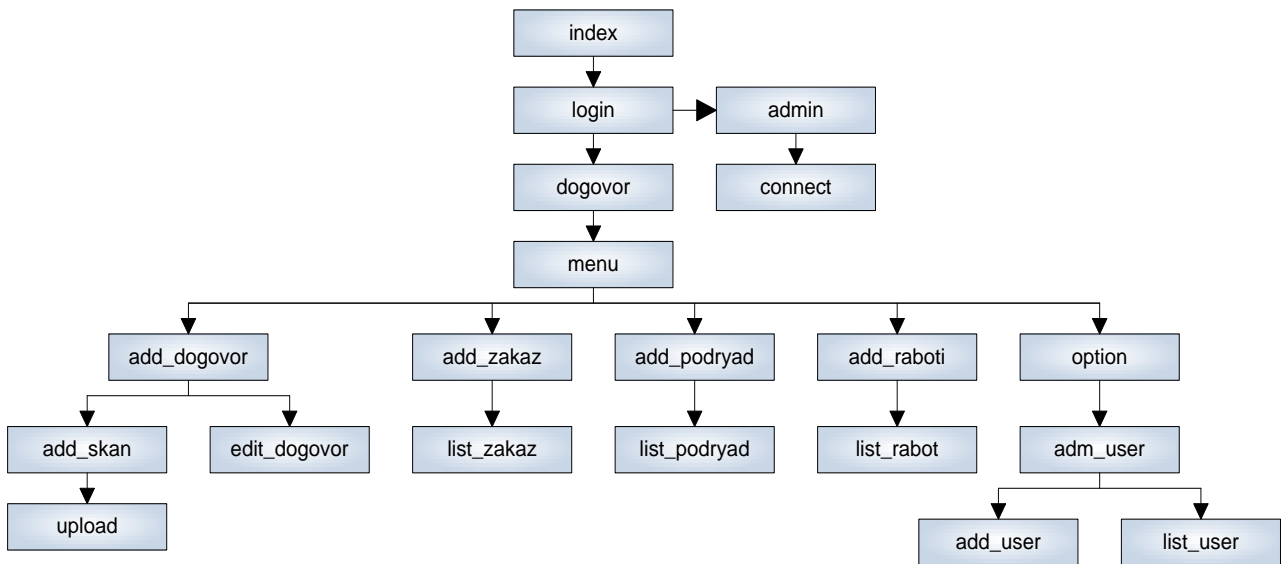 index
login
admin
dogovor
connect
menu
add_dogovor
add_zakaz
add_podryad
add_raboti
option
add_skan
edit_dogovor
list_zakaz
list_podryad
list_rabot
adm_user
upload
add_user
list_user